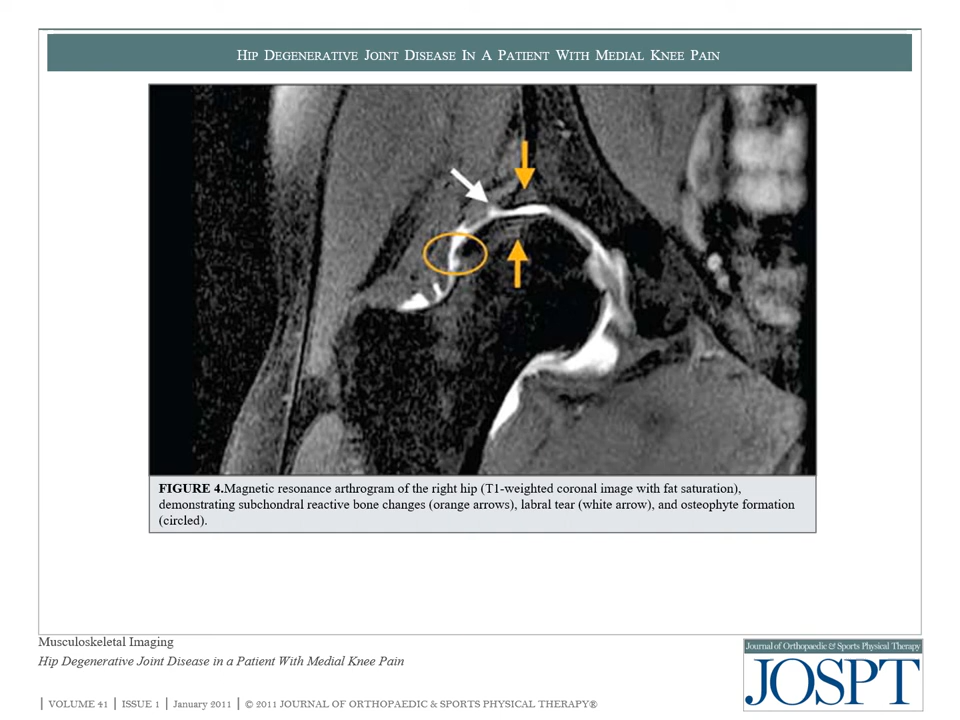 HIP DEGENERATIVE JOINT DISEASE IN A PATIENT WITH MEDIAL KNEE PAIN
FIGURE 4.Magnetic resonance arthrogram of the right hip (T1-weighted coronal image with fat saturation),
demonstrating subchondral reactive bone changes (orange arrows), labral tear (white arrow), and osteophyte formation
(circled).
Musculoskeletal Imaging
Hip Degenerative Joint Disease in a Patient With Medial Knee Pain
| VOLUME 41 | ISSUE 1 | January 2011 | © 2011 JOURNAL OF ORTHOPAEDIC & SPORTS PHYSICAL THERAPY®
Journal of Orthopaedic & Sports Physical Therapy
JOSPT